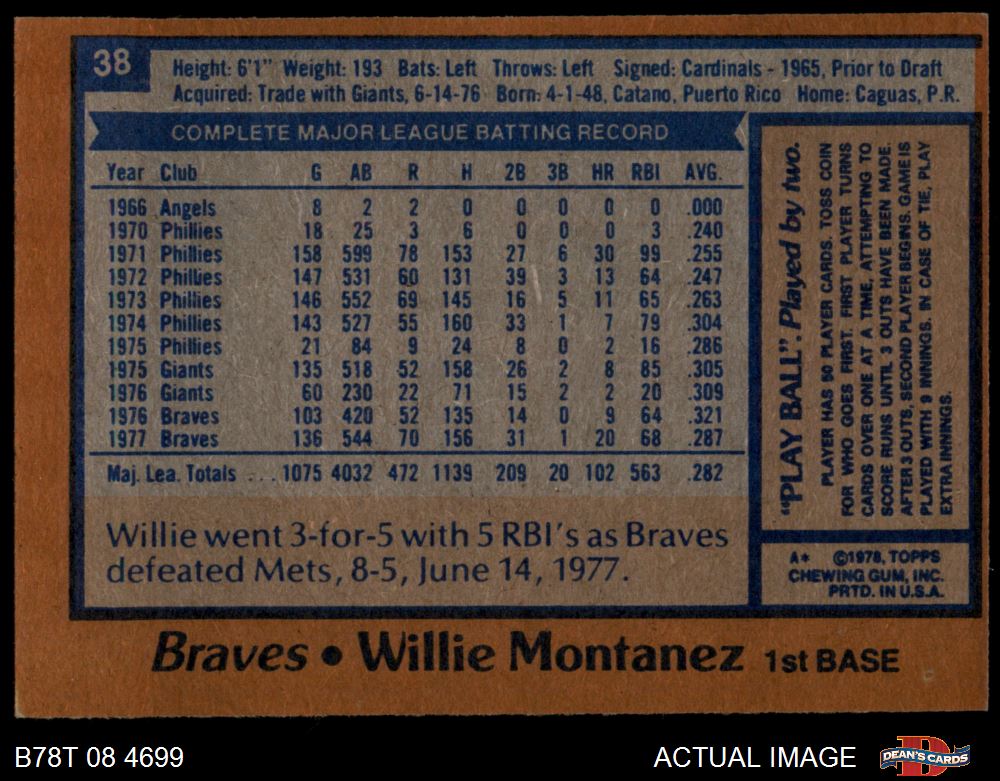 38
Height: 6'1" Weight: 193 Bats: Left Throws: Left Signed: Cardinals - 1965, Prior to Draft
Acquired: Trade with Giants, 6-14-76 Born: 4-1-48, Catano, Puerto Rico Home: Caguas, P.R.
COMPLETE MAJOR LEAGUE BATTING RECORD
Year Club G AB R H 2B 3B HR RBI AVG.
1966 Angels 8 2 2 0 0 0 0 0 .000
1970 Phillies 18 25 3 6 0 0 0 3 .240
1971 Phillies 158 599 78 153 27 6 30 99 .255
1972 Phillies 147 531 60 131 39 3 13 64 .247
1973 Phillies 146 552 69 145 16 5 11 65 .263
1974 Phillies 143 527 55 160 33 1 7 79 .304
1975 Phillies 21 84 9 24 8 0 2 16 .286
1975 Giants 135 518 52 158 26 2 8 85 .305
1976 Giants 60 230 22 71 15 2 2 20 .309
1976 Braves 103 420 52 135 14 0 9 64 .321
1977 Braves 136 544 70 156 31 1 20 68 .287
Maj. Lea. Totals ... 1075 4032 472 1139 209 20 102 563 .282
Willie went 3-for-5 with 5 RBI's as Braves
defeated Mets, 8-5, June 14, 1977.
"PLAY BALL". Played by two.
PLAYER HAS 50 PLAYER CARDS. TOSS COIN
FOR WHO GOES FIRST. FIRST PLAYER TURNS
CARDS OVER ONE AT A TIME, ATTEMPTING TO
SCORE RUNS UNTIL 3 OUTS HAVE BEEN MADE.
AFTER 3 OUTS, SECOND PLAYER BEGINS. GAME IS
PLAYED WITH 9 INNINGS. IN CASE OF TIE, PLAY
EXTRA INNINGS.
A* ©1978, TOPPS
CHEWING GUM, INC.
PRTD. IN U.S.A.
Braves • Willie Montanez 1st BASE
B78T 08 4699
ACTUAL IMAGE
DEAN'S CARDS